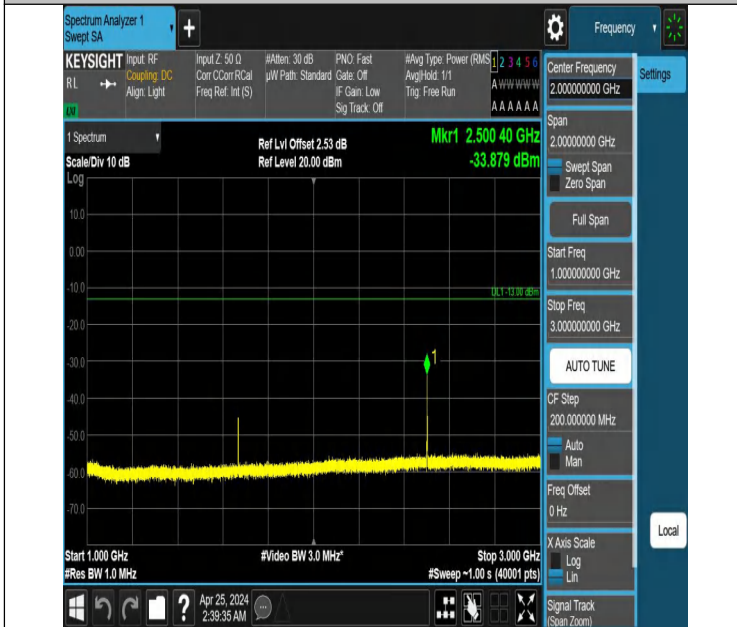 Spectrum Analyzer 1
Swept SA
+
Frequency
KEYSIGHT
Input: RF
Coupling: DC
Align: Light
Input Z: 50 Ω
Corr CCorr RCal
Freq Ref: Int (S)
#Atten: 30 dB
µW Path: Standard
PNO: Fast
Gate: Off
IF Gain: Low
Sig Track: Off
#Avg Type: Power (RMS
Avg|Hold: 1/1
Trig: Free Run
1 2 3 4 5 6
A W W W W W
A A A A A A
RL
LXI
1 Spectrum
Scale/Div 10 dB
Log
Ref Lvl Offset 2.53 dB
Ref Level 20.00 dBm
Mkr1 2.500 40 GHz
-33.879 dBm
10.0
0.00
-10.0
DL1 -13.00 dBm
-20.0
-30.0
1
-40.0
-50.0
-60.0
-70.0
Start 1.000 GHz
#Res BW 1.0 MHz
#Video BW 3.0 MHz*
Stop 3.000 GHz
#Sweep ~1.00 s (40001 pts)
Center Frequency
2.000000000 GHz
Settings
Span
2.00000000 GHz
Swept Span
Zero Span
Full Span
Start Freq
1.000000000 GHz
Stop Freq
3.000000000 GHz
AUTO TUNE
CF Step
200.000000 MHz
Auto
Man
Freq Offset
0 Hz
Local
X Axis Scale
Log
Lin
Signal Track
(Span Zoom)
?
Apr 25, 2024
2:39:35 AM